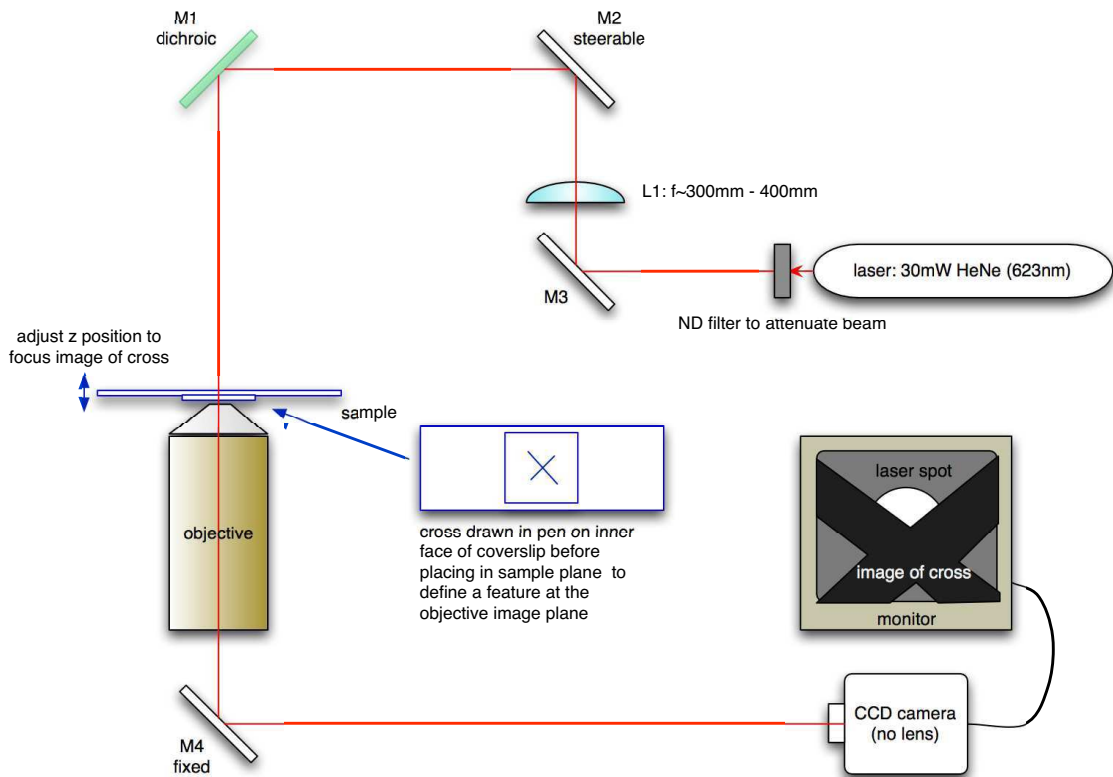 M1
dichroic
M2
steerable
L1: f~300mm - 400mm
laser: 30mW HeNe (623nm)
M3
ND filter to attenuate beam
adjust z position to
focus image of cross
sample
objective
cross drawn in pen on inner
face of coverslip before
placing in sample plane to
define a feature at the
objective image plane
laser spot
image of cross
monitor
CCD camera
(no lens)
M4
fixed